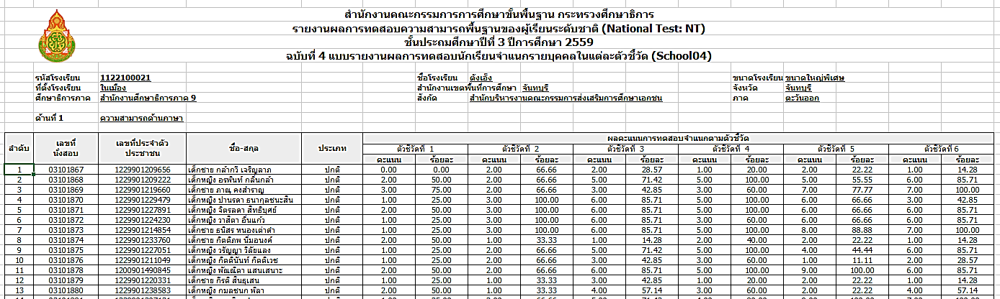 สำนักงานคณะกรรมการการศึกษาขั้นพื้นฐาน กระทรวงศึกษาธิการ
รายงานผลการทดสอบความสามารถพื้นฐานของผู้เรียนระดับชาติ (National Test: NT)
ชั้นประถมศึกษาปีที่ 3 ปีการศึกษา 2559
ฉบับที่ 4 แบบรายงานผลการทดสอบนักเรียนจำแนกรายบุคคลในแต่ละตัวชี้วัด (School04)
รหัสโรงเรียน 1122100021 ชื่อโรงเรียน ตังเอ็ง ขนาดโรงเรียน ขนาดใหญ่พิเศษ
ที่ตั้งโรงเรียน ในเมือง สำนักงานเขตพื้นที่การศึกษา จันทบุรี จังหวัด จันทบุรี
ศึกษาธิการภาค สำนักงานศึกษาธิการภาค 9 สังกัด สำนักบริหารงานคณะกรรมการส่งเสริมการศึกษาเอกชน ภาค ตะวันออก
ด้านที่ 1 ความสามารถด้านภาษา
ลำดับ เลขที่นั่งสอบ เลขที่ประจำตัวประชาชน ชื่อ-สกุล ประเภท ผลคะแนนการทดสอบจำแนกตามตัวชี้วัด
ตัวชี้วัดที่ 1 ตัวชี้วัดที่ 2 ตัวชี้วัดที่ 3 ตัวชี้วัดที่ 4 ตัวชี้วัดที่ 5 ตัวชี้วัดที่ 6
คะแนน ร้อยละ คะแนน ร้อยละ คะแนน ร้อยละ คะแนน ร้อยละ คะแนน ร้อยละ คะแนน ร้อยละ
1 03101867 1229901209656 เด็กชาย กล้ากวี เจริญลาภ ปกติ 0.00 0.00 2.00 66.66 2.00 28.57 1.00 20.00 2.00 22.22 1.00 14.28
2 03101868 1229901209222 เด็กหญิง อรพินท์ กลิ่นกล้า ปกติ 2.00 50.00 2.00 66.66 5.00 71.42 5.00 100.00 5.00 55.55 6.00 85.71
3 03101869 1229901219660 เด็กชาย ภาณุ คงสำราญ ปกติ 3.00 75.00 2.00 66.66 3.00 42.85 3.00 60.00 7.00 77.77 7.00 100.00
4 03101870 1229901229479 เด็กหญิง ปานรดา ธนากุลชนะสิน ปกติ 1.00 25.00 3.00 100.00 6.00 85.71 5.00 100.00 6.00 66.66 3.00 42.85
5 03101871 1229901227891 เด็กหญิง จิตรลดา สิทธิบุศย์ ปกติ 2.00 50.00 3.00 100.00 6.00 85.71 5.00 100.00 6.00 66.66 6.00 85.71
6 03101872 1229901224230 เด็กหญิง วาสิตา อิ่นแก้ว ปกติ 1.00 25.00 3.00 100.00 6.00 85.71 5.00 100.00 6.00 66.66 6.00 85.71
7 03101873 1229901214854 เด็กชาย ธนิสร หนองเต่าดำ ปกติ 1.00 25.00 3.00 100.00 6.00 85.71 5.00 100.00 8.00 88.88 7.00 100.00
8 03101874 1229901233760 เด็กชาย กิตติภพ นิ่มอนงค์ ปกติ 2.00 50.00 1.00 33.33 1.00 14.28 2.00 40.00 2.00 22.22 1.00 14.28
9 03101875 1229901227051 เด็กหญิง วรัญญา วิลัยแลง ปกติ 1.00 25.00 2.00 66.66 5.00 71.42 5.00 100.00 4.00 44.44 6.00 85.71
10 03101876 1229901211049 เด็กหญิง กิตตินันท์ กิตติเวช ปกติ 1.00 25.00 2.00 66.66 3.00 42.85 3.00 60.00 1.00 11.11 2.00 28.57
11 03101878 1200901490845 เด็กหญิง พัณณิตา แสนเสนาะ ปกติ 2.00 50.00 2.00 66.66 6.00 85.71 5.00 100.00 9.00 100.00 6.00 85.71
12 03101879 1229901220331 เด็กชาย กีรติ สินธุเสน ปกติ 1.00 25.00 1.00 33.33 3.00 42.85 1.00 20.00 2.00 22.22 1.00 14.28
13 03101880 1229901238583 เด็กหญิง กมลชนก พิลา ปกติ 2.00 50.00 1.00 33.33 4.00 57.14 3.00 60.00 2.00 22.22 4.00 57.14